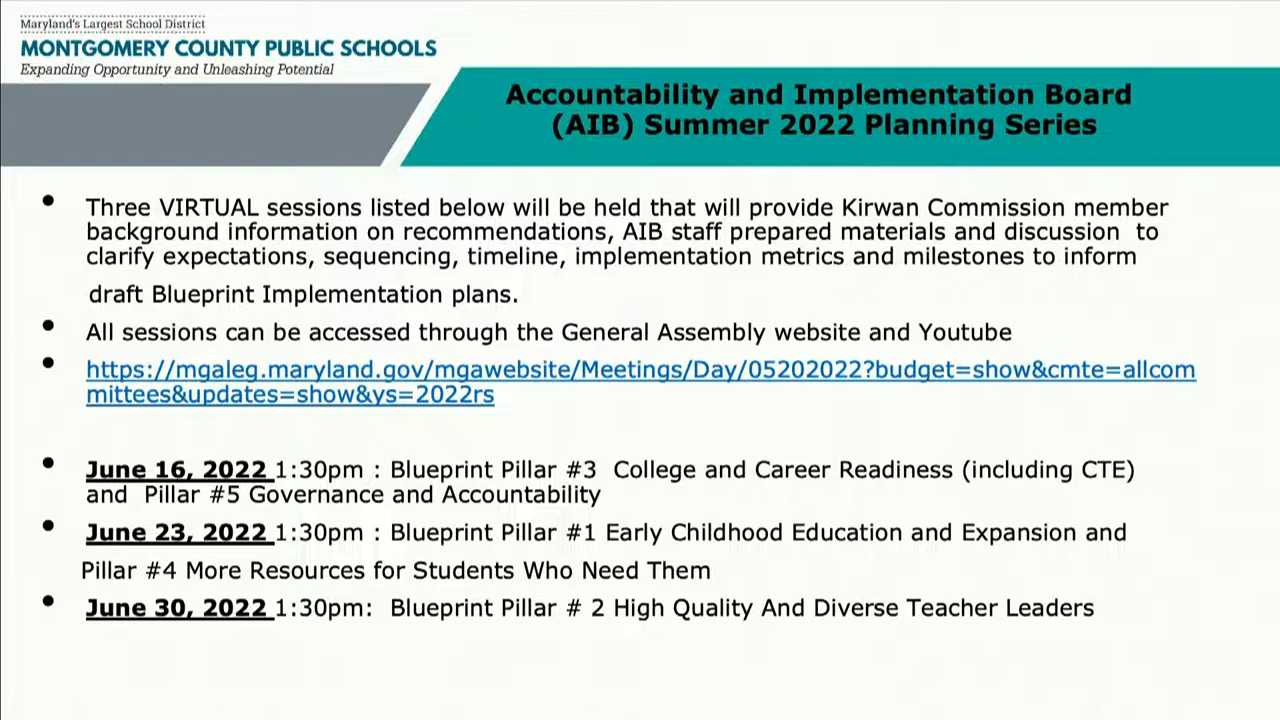 Maryland's Largest School District
MONTGOMERY COUNTY PUBLIC SCHOOLS
Expanding Opportunity and Unleashing Potential
Accountability and Implementation Board
(AIB) Summer 2022 Planning Series
• Three VIRTUAL sessions listed below will be held that will provide Kirwan Commission member
background information on recommendations, AIB staff prepared materials and discussion to
clarify expectations, sequencing, timeline, implementation metrics and milestones to inform
draft Blueprint Implementation plans.
• All sessions can be accessed through the General Assembly website and Youtube
• https://mgaleg.maryland.gov/mgawebsite/Meetings/Day/05202022?budget=show&cmte=allcom
mittees&updates=show&ys=2022rs
• June 16, 2022 1:30pm : Blueprint Pillar #3 College and Career Readiness (including CTE)
and Pillar #5 Governance and Accountability
• June 23, 2022 1:30pm : Blueprint Pillar #1 Early Childhood Education and Expansion and
Pillar #4 More Resources for Students Who Need Them
• June 30, 2022 1:30pm: Blueprint Pillar # 2 High Quality And Diverse Teacher Leaders